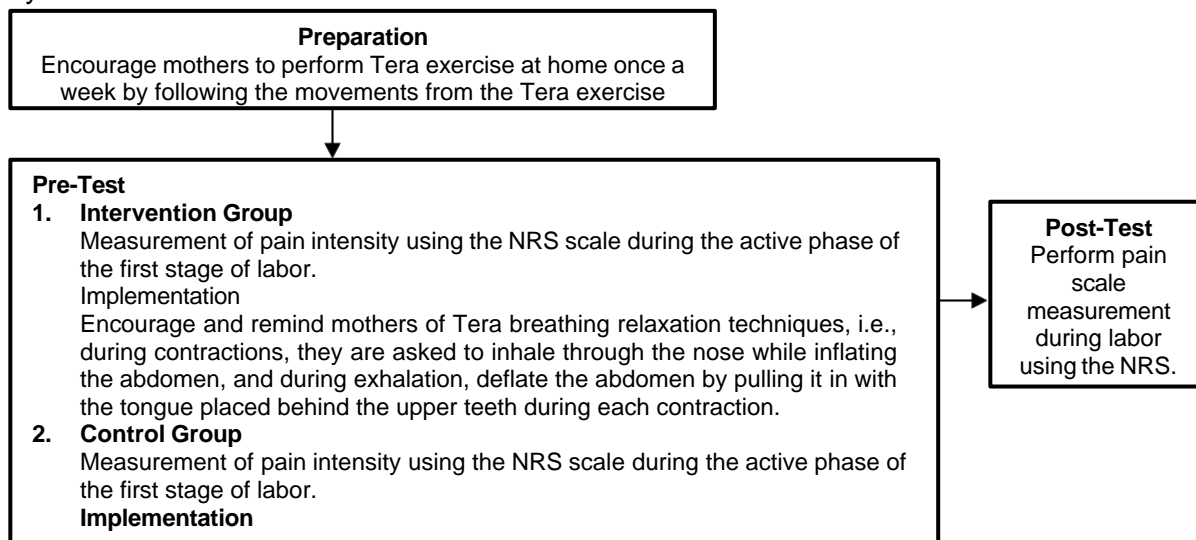 Preparation
Encourage mothers to perform Tera exercise at home once a
week by following the movements from the Tera exercise
Pre-Test
1. Intervention Group
Measurement of pain intensity using the NRS scale during the active phase of
the first stage of labor.
Implementation
Encourage and remind mothers of Tera breathing relaxation techniques, i.e.,
during contractions, they are asked to inhale through the nose while inflating
the abdomen, and during exhalation, deflate the abdomen by pulling it in with
the tongue placed behind the upper teeth during each contraction.
2. Control Group
Measurement of pain intensity using the NRS scale during the active phase of
the first stage of labor.
Implementation
Post-Test
Perform pain
scale
measurement
during labor
using the NRS.